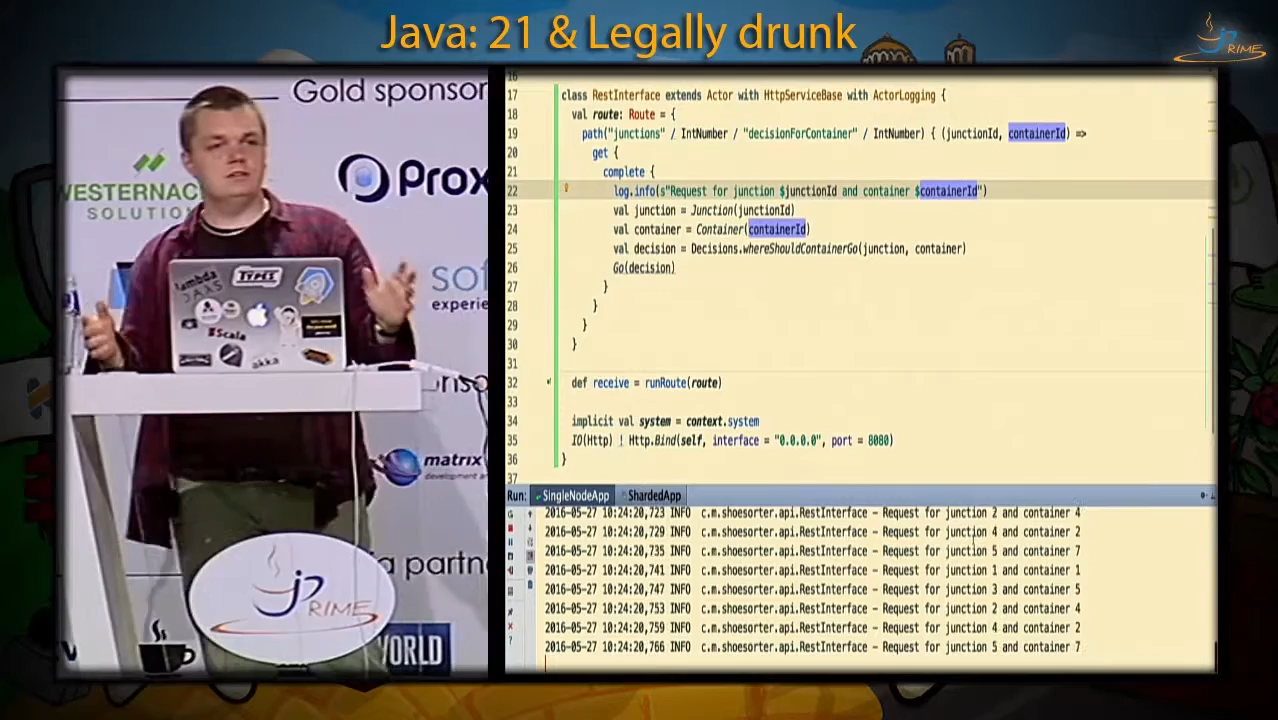 Java: 21 & Legally drunk
JPRIME
Gold sponsor
WESTERNAC
SOLUTION
Prox
sof
experie
lambda
JAXS
TYPES
Scala
akka
matrix
development an
a partn
JPRIME
WORLD
16
17 class RestInterface extends Actor with HttpServiceBase with ActorLogging {
18 val route: Route = {
19 path("junctions" / IntNumber / "decisionForContainer" / IntNumber) { (junctionId, containerId) =>
20 get {
21 complete {
22 log.info(s"Request for junction $junctionId and container $containerId")
23 val junction = Junction(junctionId)
24 val container = Container(containerId)
25 val decision = Decisions.whereShouldContainerGo(junction, container)
26 Go(decision)
27 }
28 }
29 }
30 }
31
32 def receive = runRoute(route)
33
34 implicit val system = context.system
35 IO(Http) ! Http.Bind(self, interface = "0.0.0.0", port = 8080)
36 }
37
Run: SingleNodeApp ShardedApp
2016-05-27 10:24:20,723 INFO c.m.shoesorter.api.RestInterface - Request for junction 2 and container 4
2016-05-27 10:24:20,729 INFO c.m.shoesorter.api.RestInterface - Request for junction 4 and container 2
2016-05-27 10:24:20,735 INFO c.m.shoesorter.api.RestInterface - Request for junction 5 and container 7
2016-05-27 10:24:20,741 INFO c.m.shoesorter.api.RestInterface - Request for junction 1 and container 1
2016-05-27 10:24:20,747 INFO c.m.shoesorter.api.RestInterface - Request for junction 3 and container 5
2016-05-27 10:24:20,753 INFO c.m.shoesorter.api.RestInterface - Request for junction 2 and container 4
2016-05-27 10:24:20,759 INFO c.m.shoesorter.api.RestInterface - Request for junction 4 and container 2
2016-05-27 10:24:20,766 INFO c.m.shoesorter.api.RestInterface - Request for junction 5 and container 7